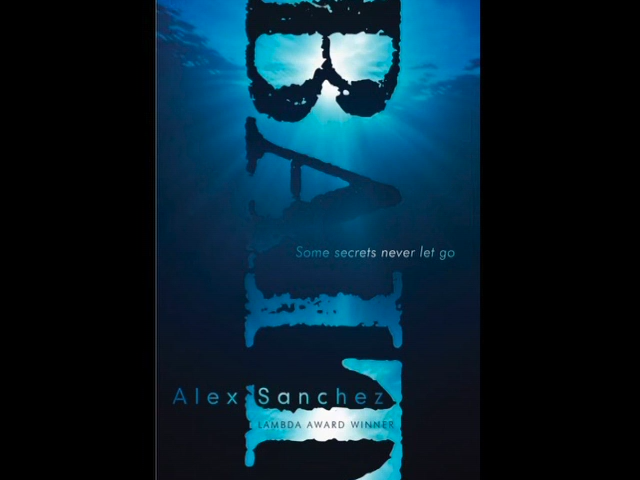 BAIT
Some secrets never let go
Alex Sanchez
LAMBDA AWARD WINNER